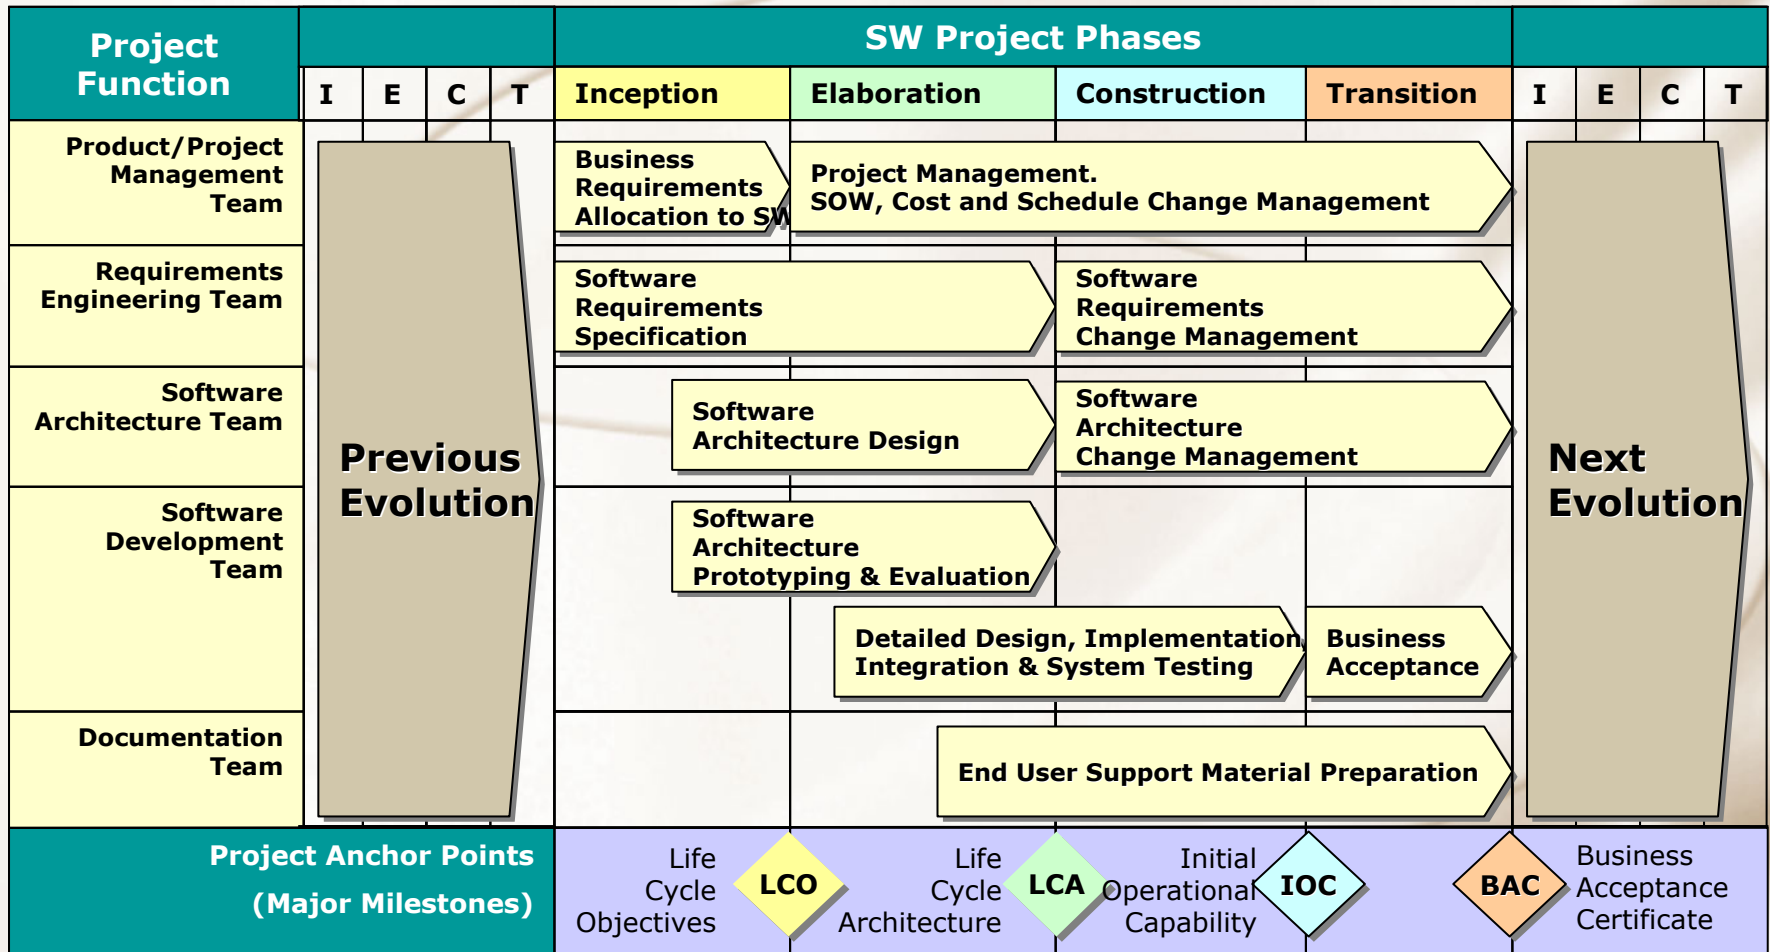 Project
Function
SW Project Phases
I E C T
Inception
Elaboration
Construction
Transition
I E C T
Product/Project
Management
Team
Business
Requirements
Allocation to SW
Project Management.
SOW, Cost and Schedule Change Management
Requirements
Engineering Team
Software
Requirements
Specification
Software
Requirements
Change Management
Software
Architecture Team
Software
Architecture Design
Software
Architecture
Change Management
Previous
Evolution
Next
Evolution
Software
Development
Team
Software
Architecture
Prototyping & Evaluation
Detailed Design, Implementation,
Integration & System Testing
Business
Acceptance
Documentation
Team
End User Support Material Preparation
Project Anchor Points
(Major Milestones)
Life
Cycle
Objectives
LCO
Life
Cycle
Architecture
LCA
Initial
Operational
Capability
IOC
BAC
Business
Acceptance
Certificate